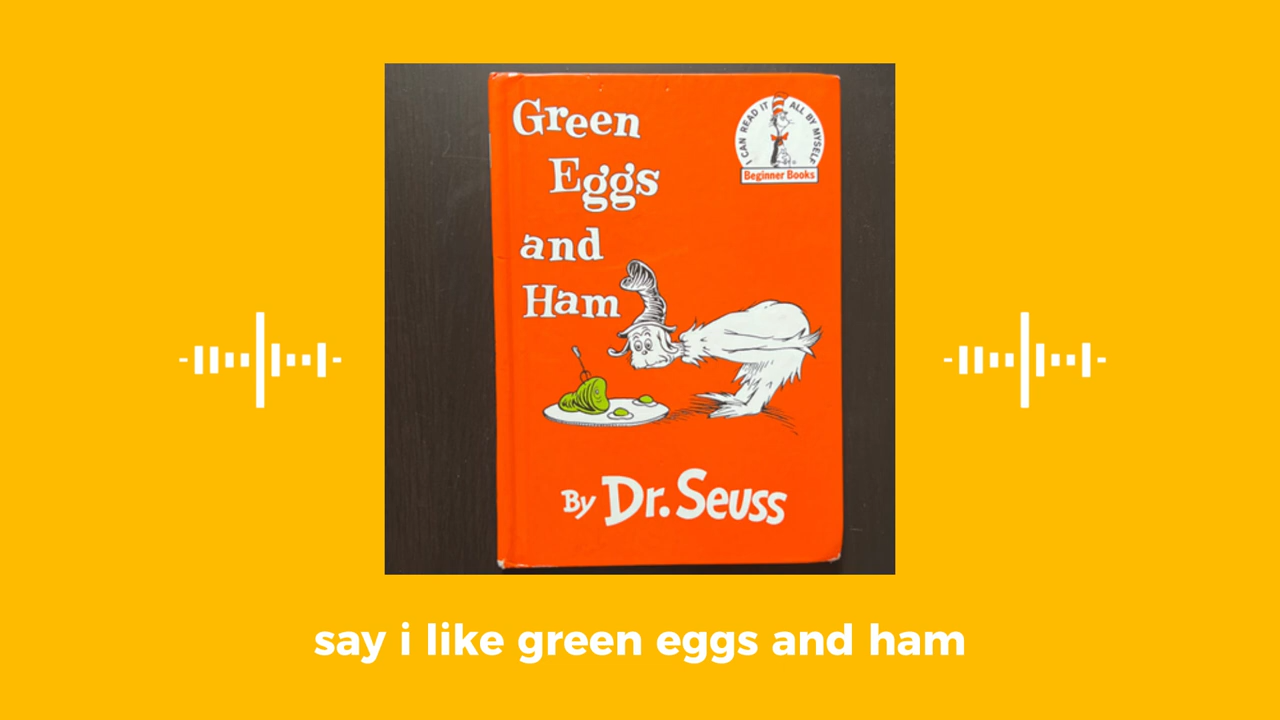 Green
Eggs
and
Ham
I CAN READ IT ALL BY MYSELF
Beginner Books
By Dr. Seuss
say i like green eggs and ham